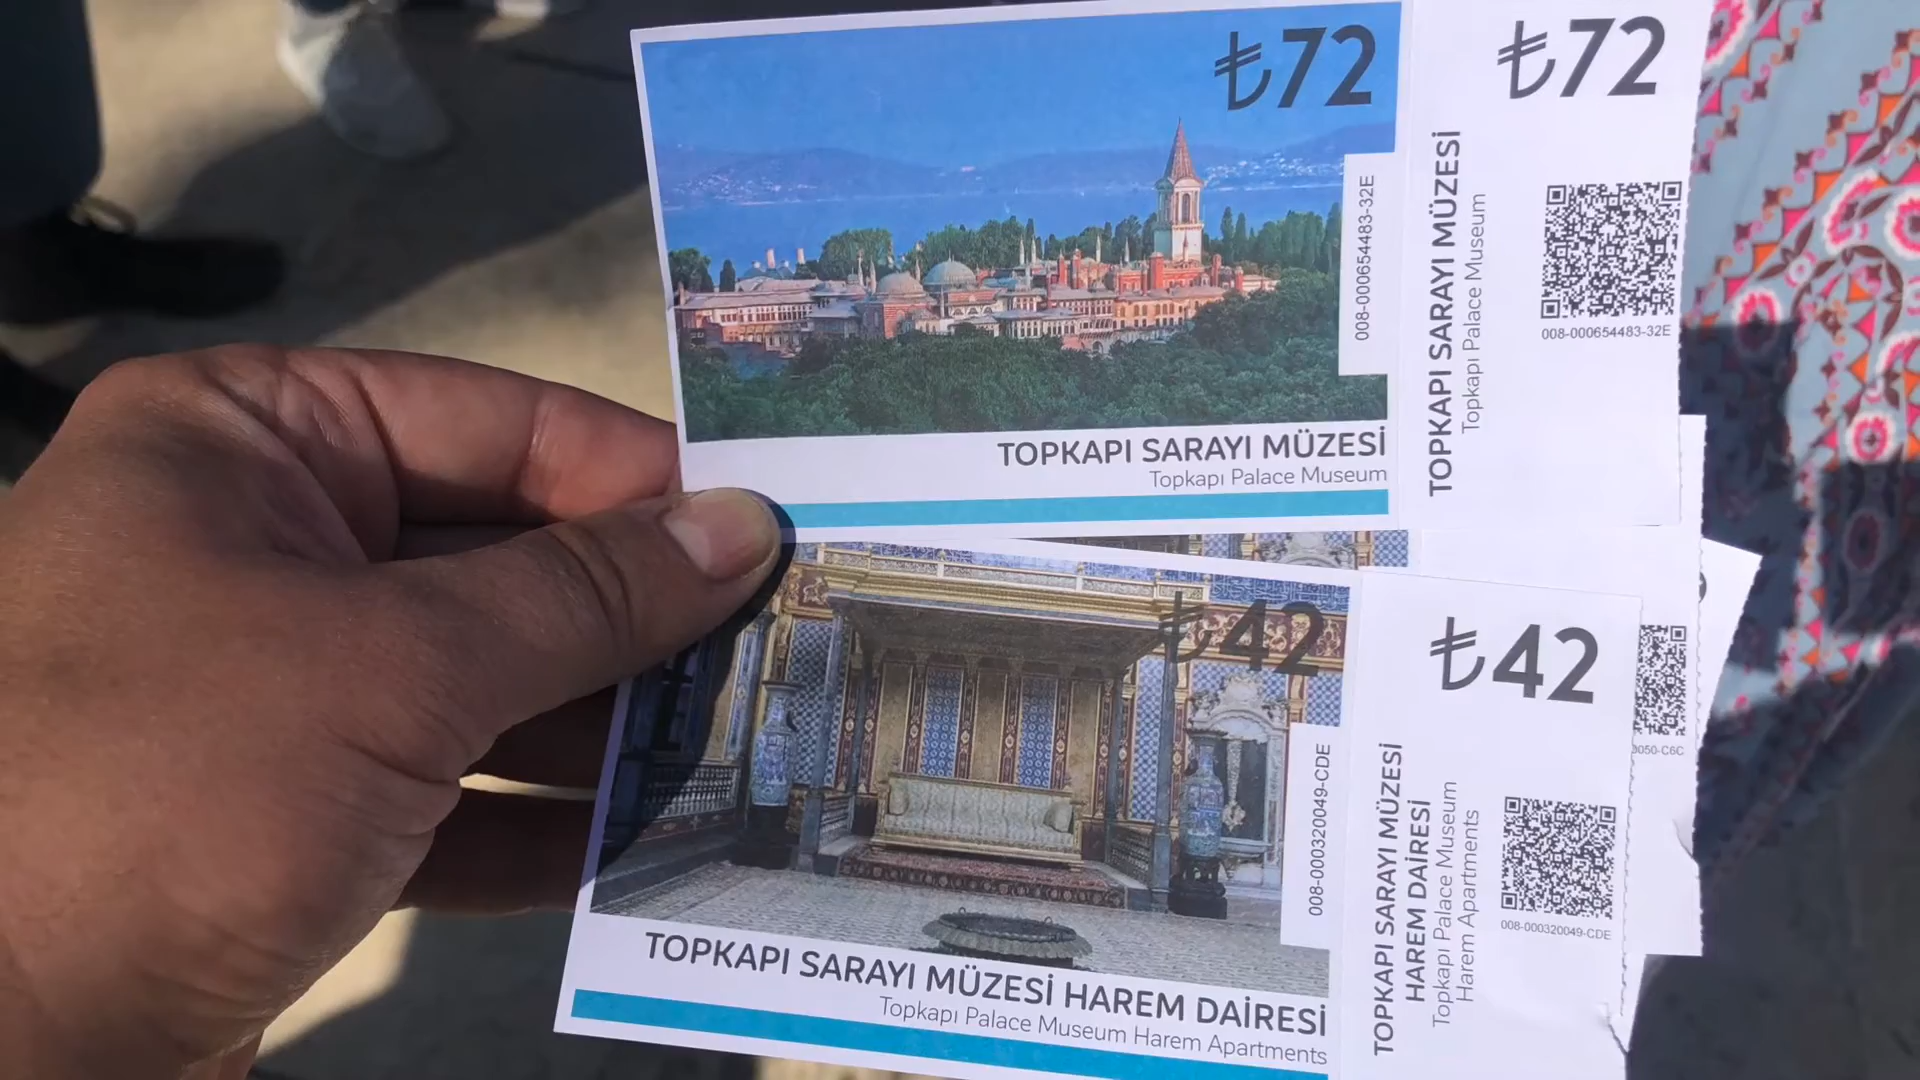 ₺72
008-000654483-32E
TOPKAPI SARAYI MÜZESİ
Topkapı Palace Museum
₺72
TOPKAPI SARAYI MÜZESİ
Topkapı Palace Museum
008-000654483-32E
₺42
008-000320049-CDE
TOPKAPI SARAYI MÜZESİ HAREM DAİRESİ
Topkapı Palace Museum Harem Apartments
₺42
TOPKAPI SARAYI MÜZESİ
HAREM DAİRESİ
Topkapı Palace Museum
Harem Apartments
008-000320049-CDE
050-C6C